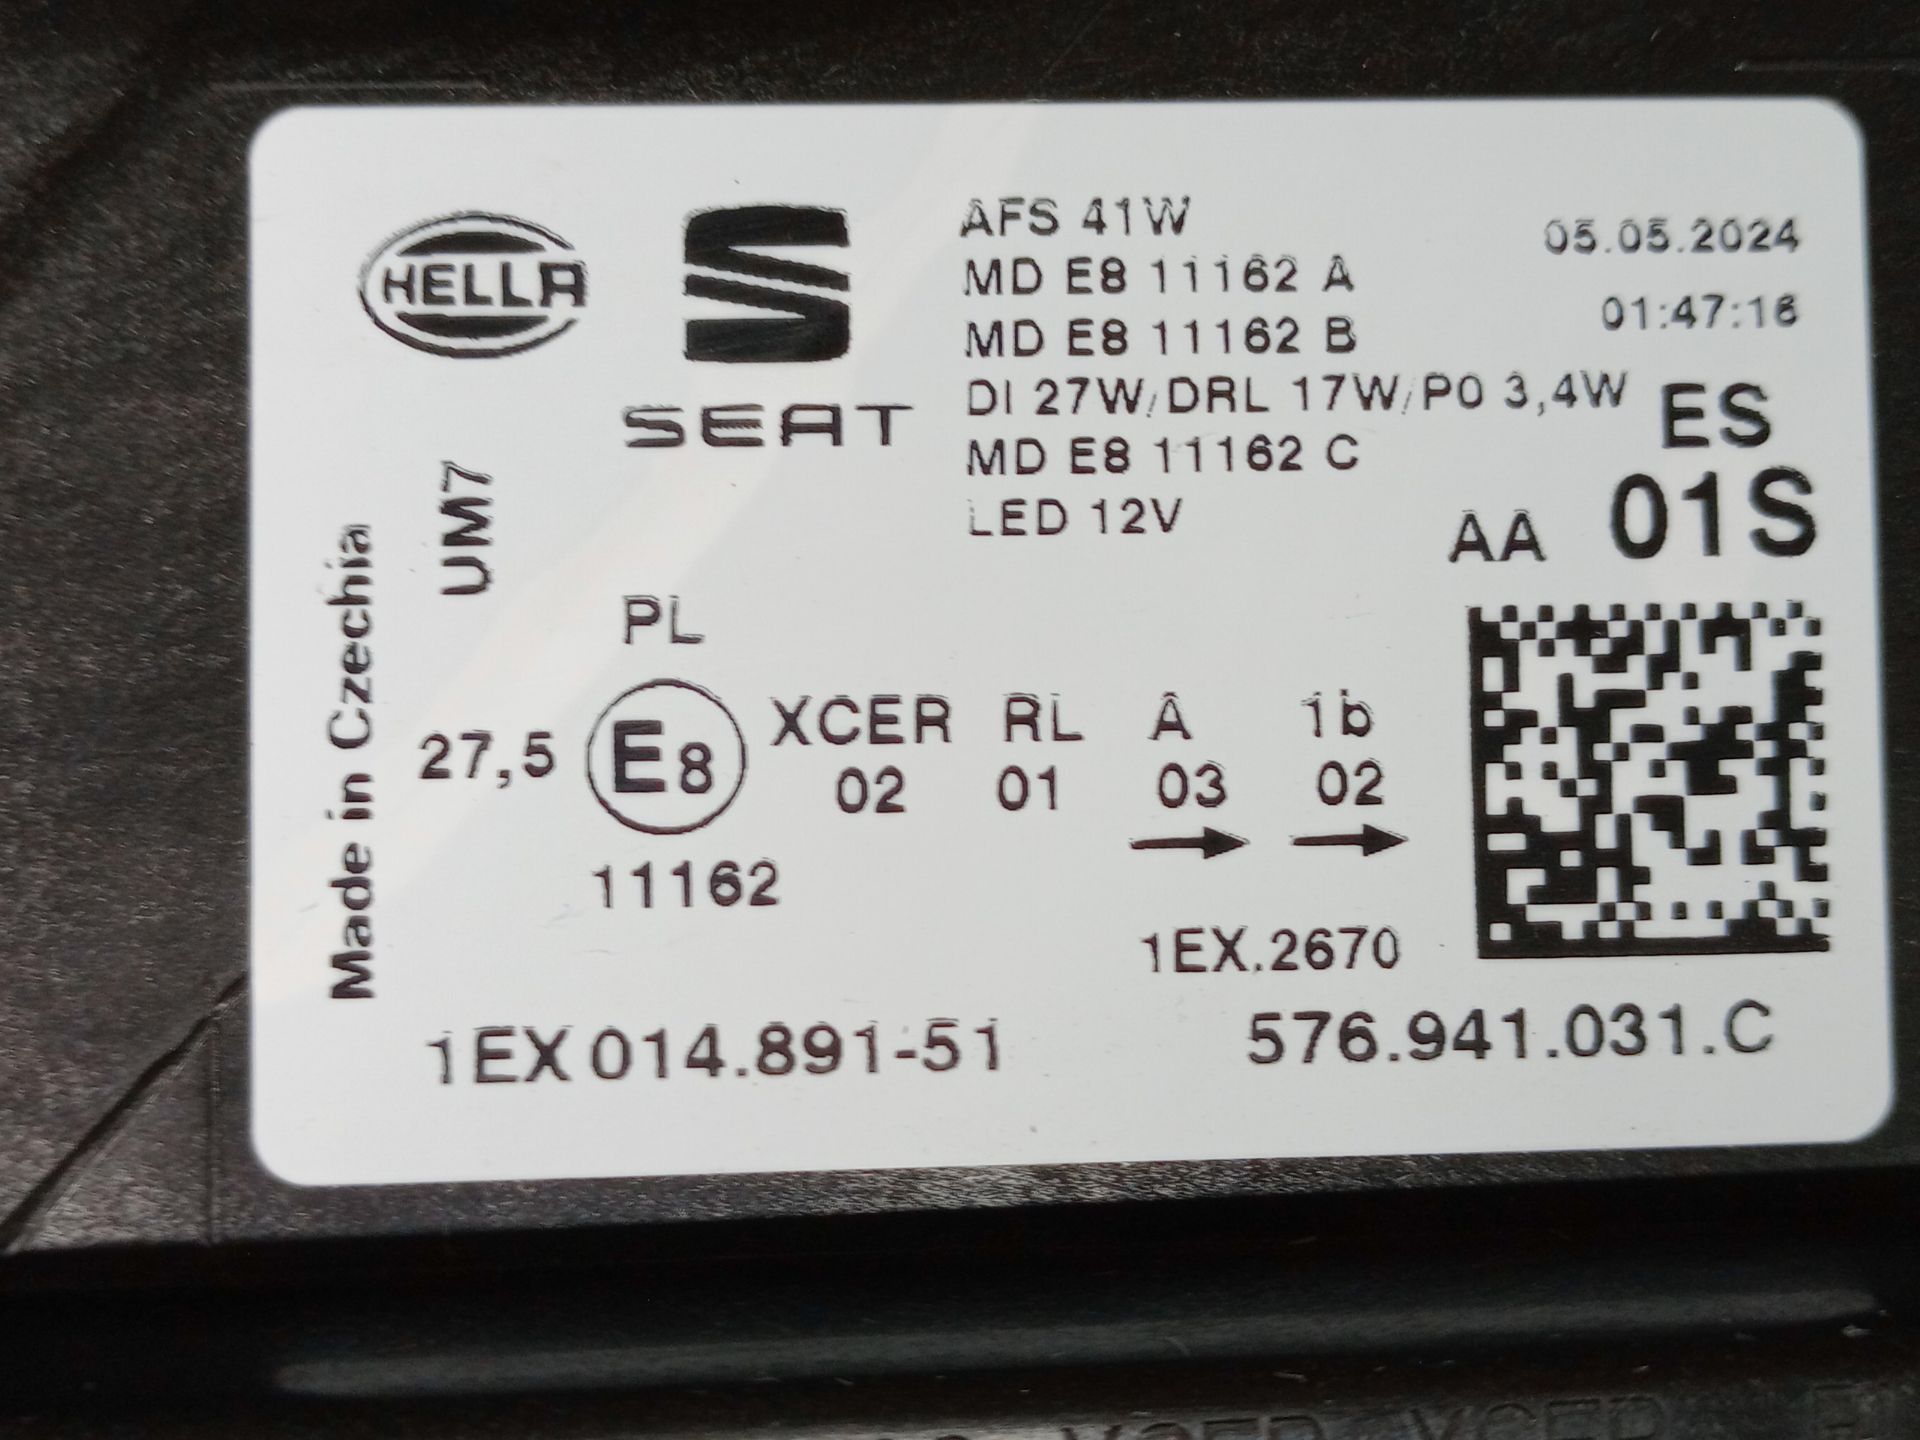 HELLA
SEAT
AFS 41W
MD E8 11162 A
MD E8 11162 B
DI 27W/DRL 17W/PO 3,4W
MD E8 11162 C
LED 12V
05.05.2024
01:47:16
ES
AA 01S
UM7
Made in Czechia
PL
27,5 E8 XCER RL A 1b
02 01 03 02
11162
1EX.2670
1EX 014.891-51
576.941.031.C